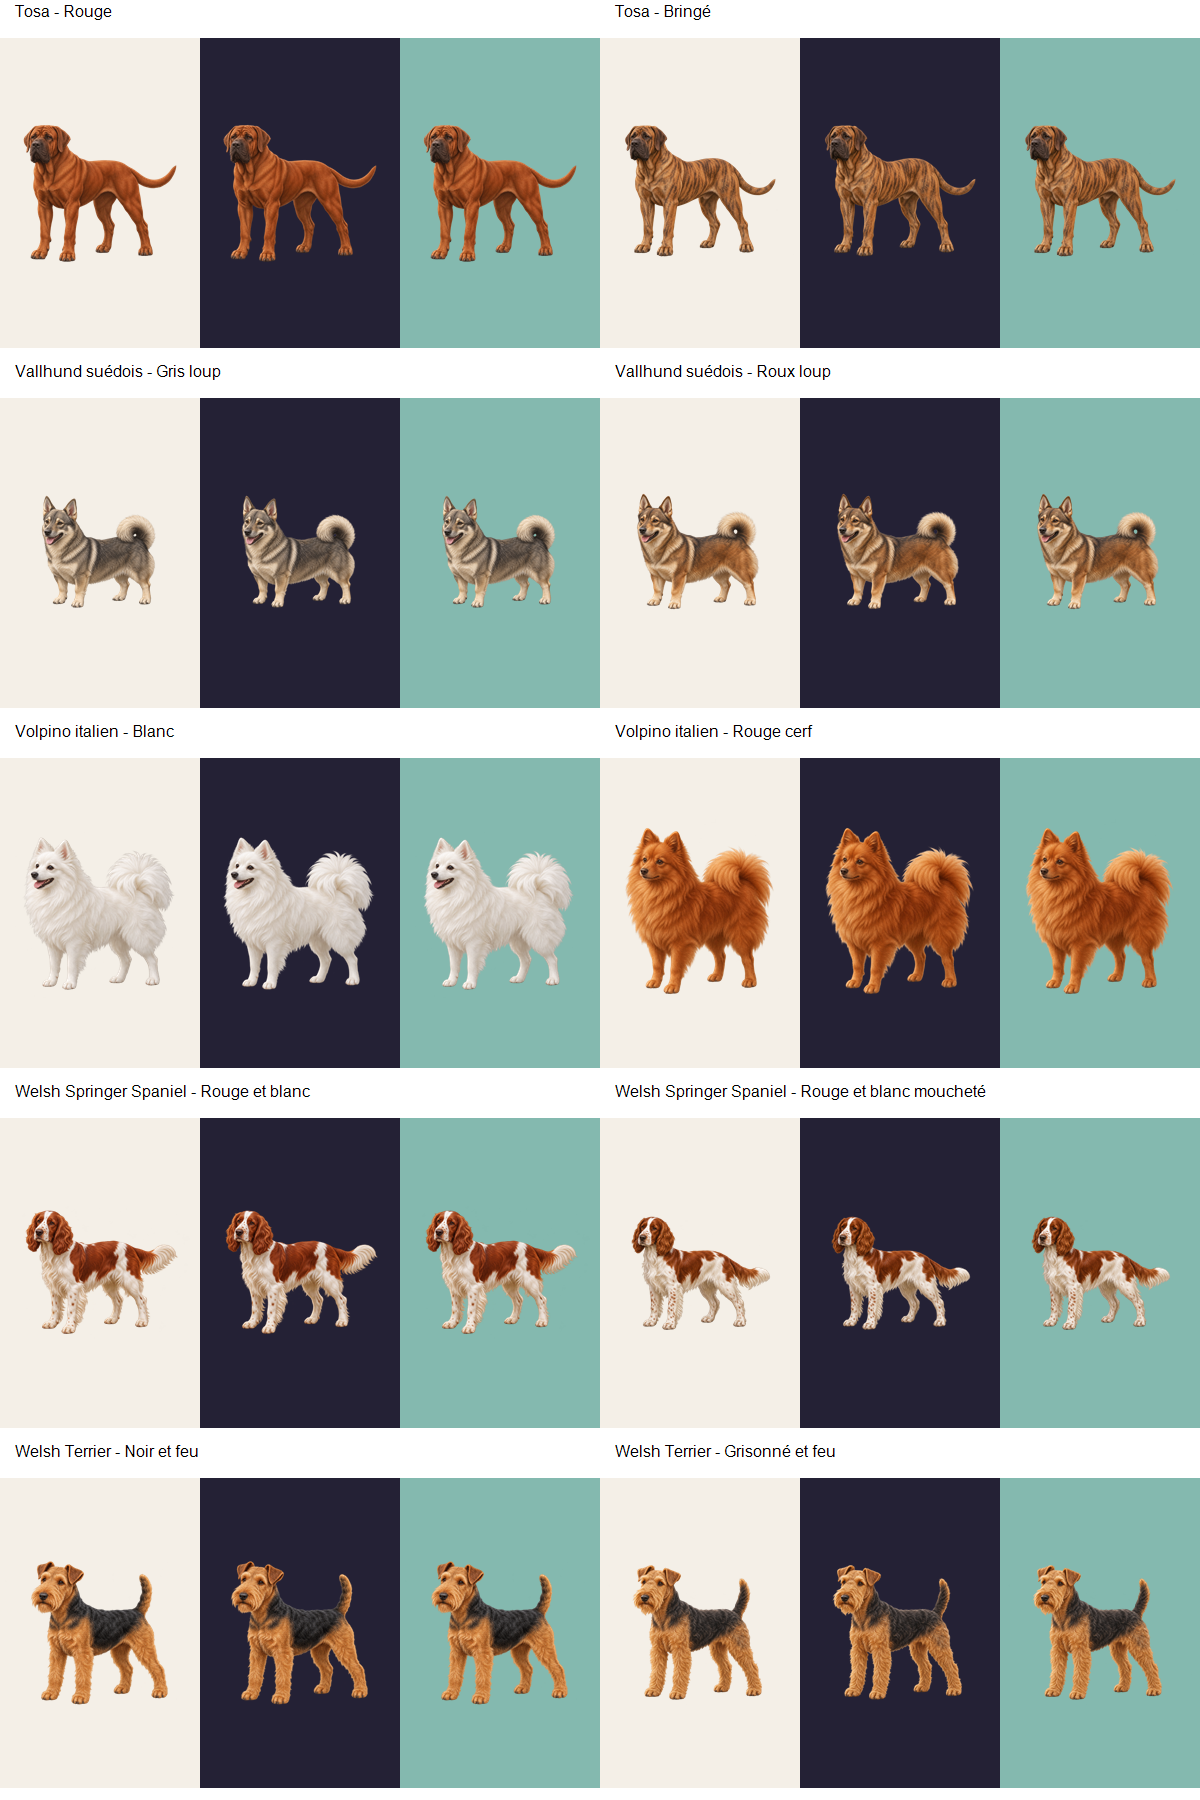 Tosa - Rouge
Tosa - Bringé
Vallhund suédois - Gris loup
Vallhund suédois - Roux loup
Volpino italien - Blanc
Volpino italien - Rouge cerf
Welsh Springer Spaniel - Rouge et blanc
Welsh Springer Spaniel - Rouge et blanc moucheté
Welsh Terrier - Noir et feu
Welsh Terrier - Grisonné et feu